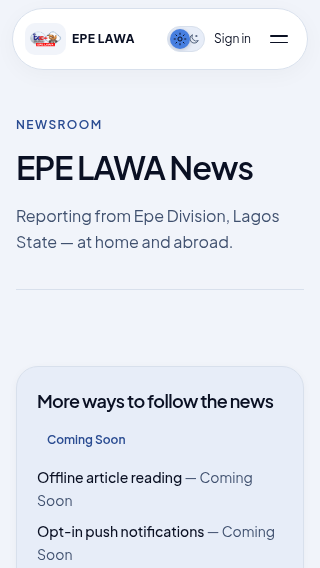 EPE LAWA
Sign in
NEWSROOM
EPE LAWA News
Reporting from Epe Division, Lagos
State — at home and abroad.
More ways to follow the news
Coming Soon
Offline article reading — Coming
Soon
Opt-in push notifications — Coming
Soon